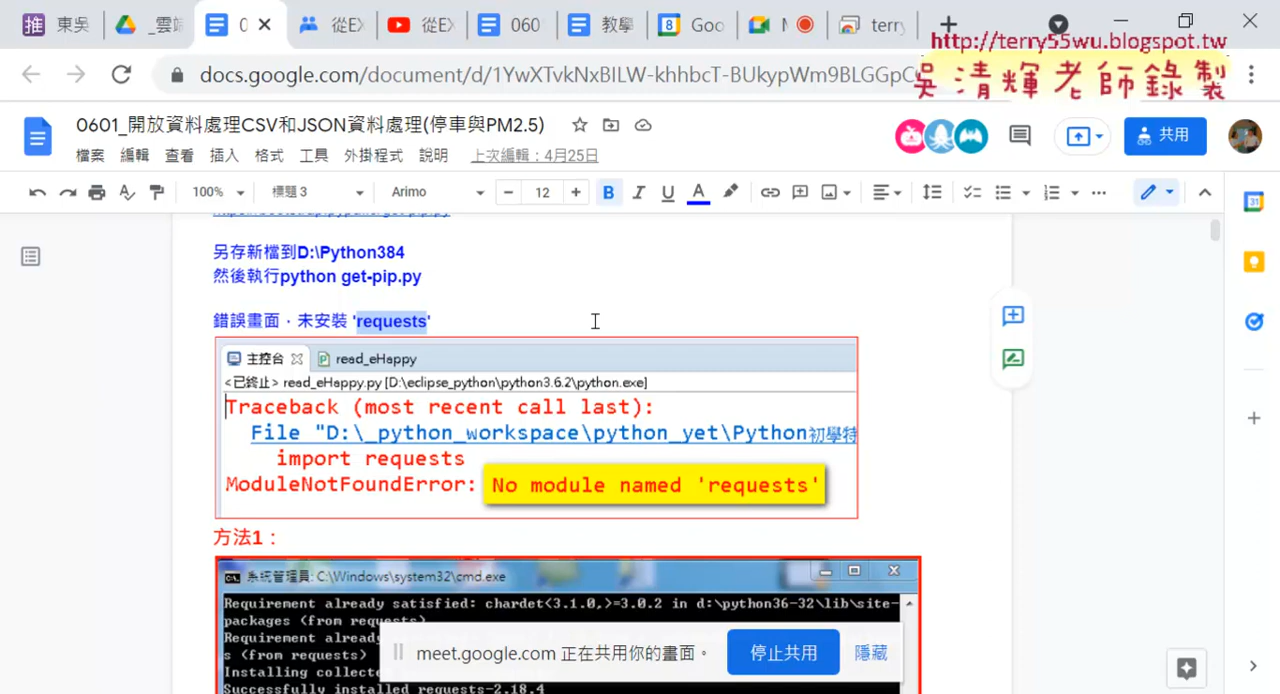 東吳
_雲端
0
從EX
從EX
060
教學
Goo
M
terry
http://terry55wu.blogspot.tw
docs.google.com/document/d/1YwXTvkNxBILW-khhbcT-BUkypWm9BLGGpC
吳清輝老師錄製
0601_開放資料處理CSV和JSON資料處理(停車與PM2.5)
共用
檔案 編輯 查看 插入 格式 工具 外掛程式 說明 上次編輯：4月25日
100% 標題 3 Arimo 12 B I U A
另存新檔到D:\Python384
然後執行python get-pip.py
錯誤畫面，未安裝 'requests'
主控台 read_eHappy
<已終止> read_eHappy.py [D:\eclipse_python\python3.6.2\python.exe]
Traceback (most recent call last):
File "D:\_python_workspace\python_yet\Python初學特
import requests
ModuleNotFoundError: No module named 'requests'
方法1：
系統管理員: C:\Windows\system32\cmd.exe
Requirement already satisfied: chardet<3.1.0,>=3.0.2 in d:\python36-32\lib\site-
packages (from requests)
Requirement already
s (from requests)
Installing collecte
Successfully installed requests-2.18.4
meet.google.com 正在共用你的畫面。 停止共用 隱藏